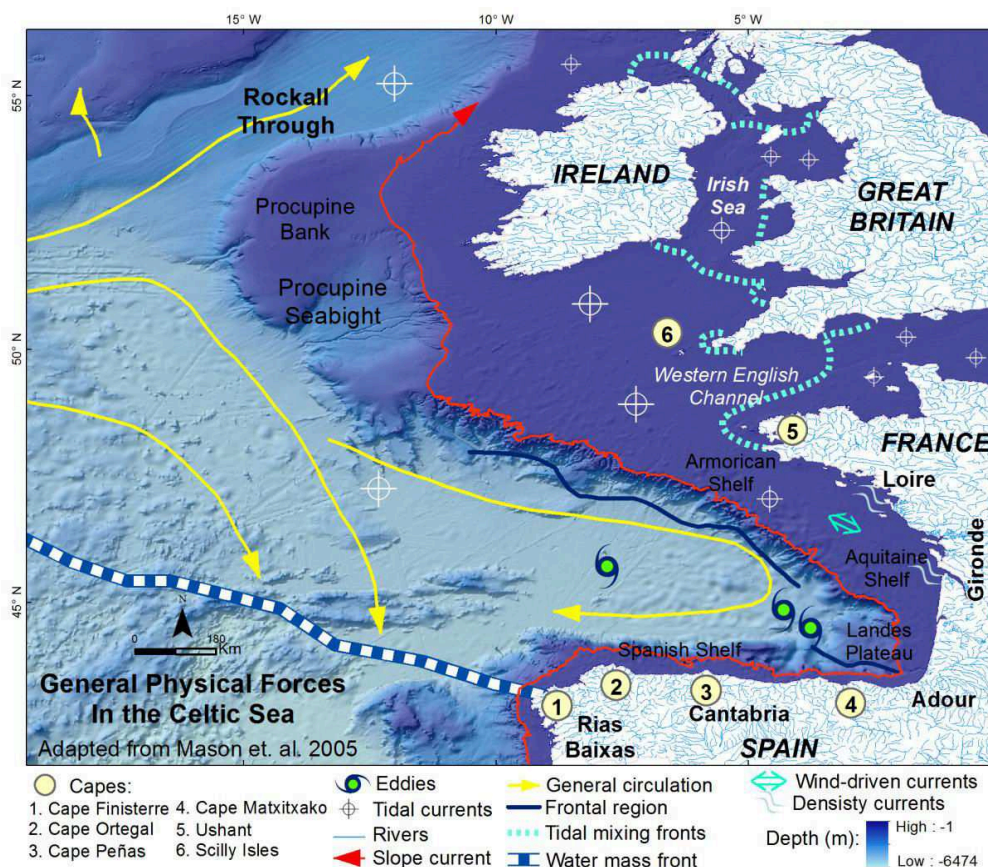 15° W
10° W
5° W
55° N
50° N
45° N
Rockall
Through
IRELAND
Irish
Sea
GREAT
BRITAIN
Procupine
Bank
Procupine
Seabight
6
Western English
Channel
5
FRANCE
Armorican
Shelf
Loire
Aquitaine
Shelf
Gironde
N
0
180
Km
Landes
Plateau
Spanish Shelf
General Physical Forces
In the Celtic Sea
Adapted from Mason et. al. 2005
1
2
3
4
Rias
Baixas
Cantabria
Adour
SPAIN
Capes:
1. Cape Finisterre
2. Cape Ortegal
3. Cape Peñas
4. Cape Matxitxako
5. Ushant
6. Scilly Isles
Eddies
Tidal currents
Rivers
Slope current
General circulation
Frontal region
Tidal mixing fronts
Water mass front
Wind-driven currents
Densisty currents
Depth (m):
High : -1
Low : -6474